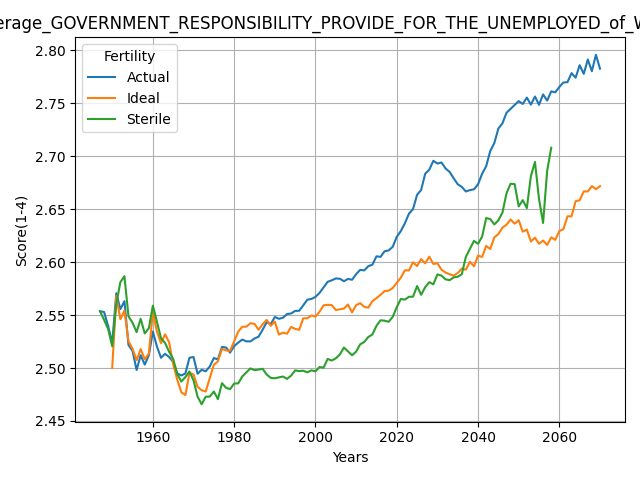 erage_GOVERNMENT_RESPONSIBILITY_PROVIDE_FOR_THE_UNEMPLOYED_of_W
Fertility
Actual
Ideal
Sterile
Score(1-4)
2.80
2.75
2.70
2.65
2.60
2.55
2.50
2.45
1960 1980 2000 2020 2040 2060
Years